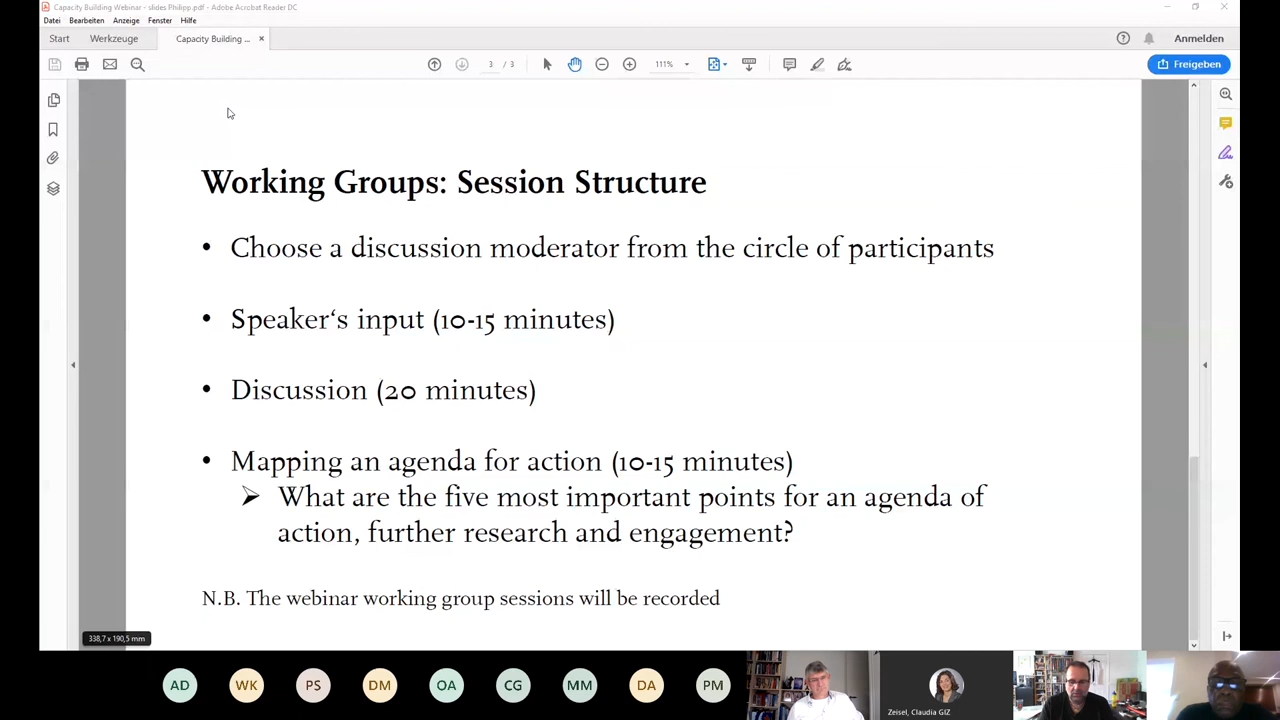 Capacity Building Webinar - slides Philipp.pdf - Adobe Acrobat Reader DC
Datei Bearbeiten Anzeige Fenster Hilfe
Start Werkzeuge Capacity Building ... × Anmelden
3 / 3 111% Freigeben
Working Groups: Session Structure
• Choose a discussion moderator from the circle of participants
• Speaker‘s input (10-15 minutes)
• Discussion (20 minutes)
• Mapping an agenda for action (10-15 minutes)
➢ What are the five most important points for an agenda of
action, further research and engagement?
N.B. The webinar working group sessions will be recorded
338,7 x 190,5 mm
AD WK PS DM OA CG MM DA PM
Zeisel, Claudia GIZ